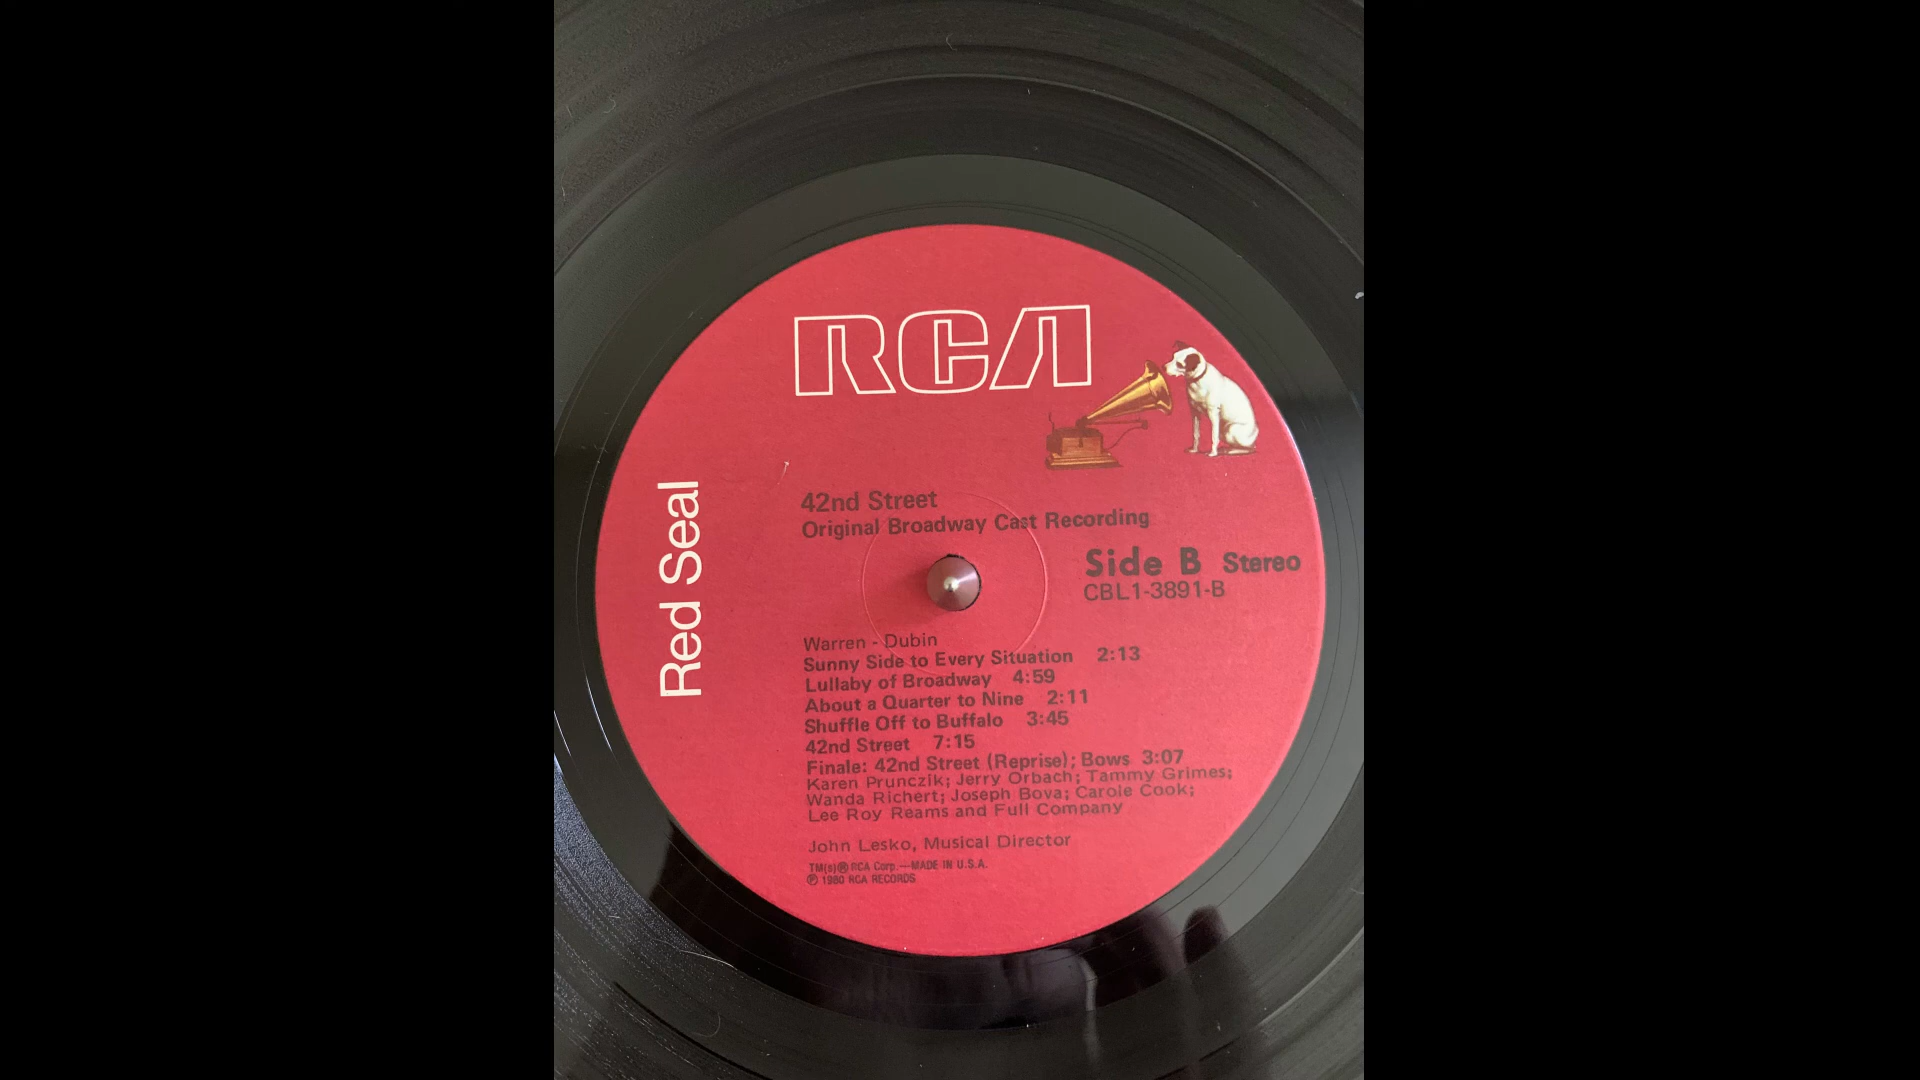 RCA
Red Seal
42nd Street
Original Broadway Cast Recording
Side B Stereo
CBL1-3891-B
Warren - Dubin
Sunny Side to Every Situation 2:13
Lullaby of Broadway 4:59
About a Quarter to Nine 2:11
Shuffle Off to Buffalo 3:45
42nd Street 7:15
Finale: 42nd Street (Reprise); Bows 3:07
Karen Prunczik; Jerry Orbach; Tammy Grimes;
Wanda Richert; Joseph Bova; Carole Cook;
Lee Roy Reams and Full Company
John Lesko, Musical Director
TM(s)® RCA Corp.—MADE IN U.S.A.
℗ 1980 RCA RECORDS